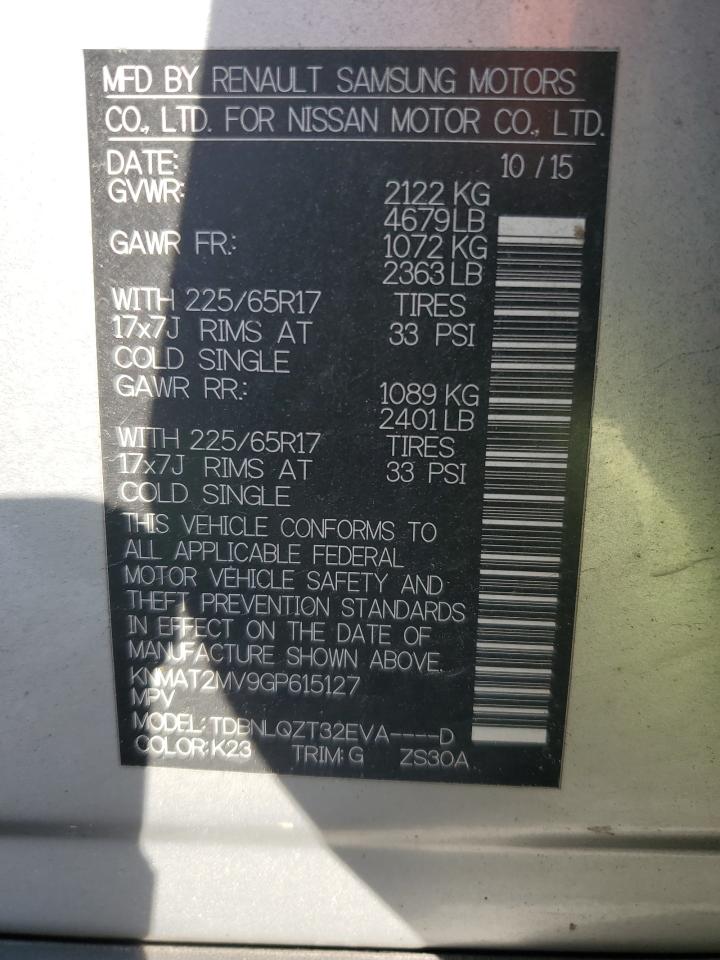 MFD BY RENAULT SAMSUNG MOTORS
CO., LTD. FOR NISSAN MOTOR CO., LTD.
DATE: 10 / 15
GVWR: 2122 KG
4679 LB
GAWR FR.: 1072 KG
2363 LB
WITH 225/65R17 TIRES
17x7J RIMS AT 33 PSI
COLD SINGLE
GAWR RR.: 1089 KG
2401 LB
WITH 225/65R17 TIRES
17x7J RIMS AT 33 PSI
COLD SINGLE
THIS VEHICLE CONFORMS TO
ALL APPLICABLE FEDERAL
MOTOR VEHICLE SAFETY AND
THEFT PREVENTION STANDARDS
IN EFFECT ON THE DATE OF
MANUFACTURE SHOWN ABOVE.
KNMAT2MV9GP615127
MPV
MODEL: TDBNLQZT32EVA----D
COLOR: K23 TRIM: G ZS30A